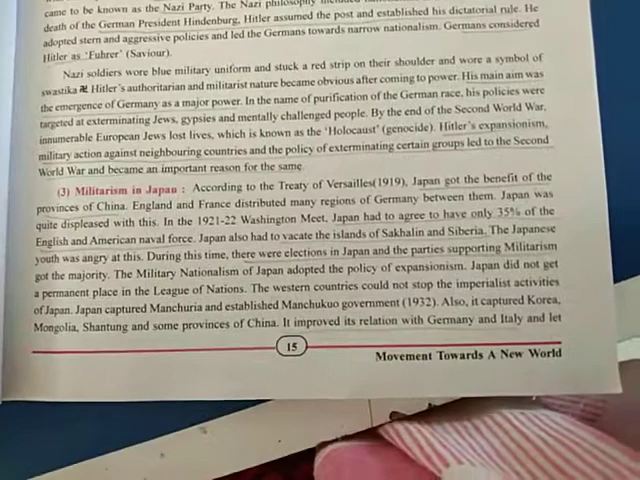 came to be known as the Nazi Party. The Nazi philosophy included
death of the German President Hindenburg, Hitler assumed the post and established his dictatorial rule. He
adopted stern and aggressive policies and led the Germans towards narrow nationalism. Germans considered
Hitler as 'Fuhrer' (Saviour).
Nazi soldiers wore blue military uniform and stuck a red strip on their shoulder and wore a symbol of
swastika 卍 Hitler's authoritarian and militarist nature became obvious after coming to power. His main aim was
the emergence of Germany as a major power. In the name of purification of the German race, his policies were
targeted at exterminating Jews, gypsies and mentally challenged people. By the end of the Second World War,
innumerable European Jews lost lives, which is known as the 'Holocaust' (genocide). Hitler's expansionism,
military action against neighbouring countries and the policy of exterminating certain groups led to the Second
World War and became an important reason for the same.
(3) Militarism in Japan : According to the Treaty of Versailles(1919), Japan got the benefit of the
provinces of China. England and France distributed many regions of Germany between them. Japan was
quite displeased with this. In the 1921-22 Washington Meet, Japan had to agree to have only 35% of the
English and American naval force. Japan also had to vacate the islands of Sakhalin and Siberia. The Japanese
youth was angry at this. During this time, there were elections in Japan and the parties supporting Militarism
got the majority. The Military Nationalism of Japan adopted the policy of expansionism. Japan did not get
a permanent place in the League of Nations. The western countries could not stop the imperialist activities
of Japan. Japan captured Manchuria and established Manchukuo government (1932). Also, it captured Korea,
Mongolia, Shantung and some provinces of China. It improved its relation with Germany and Italy and let
15
Movement Towards A New World